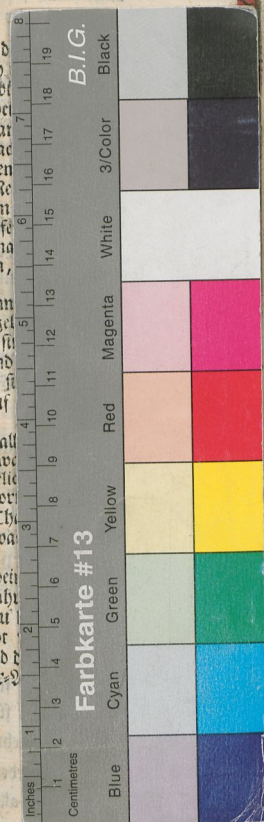 Farbkarte #13 B.I.G.
Inches 1 2 3 4 5 6 7 8
Centimetres 1 2 3 4 5 6 7 8 9 10 11 12 13 14 15 16 17 18 19
Blue Cyan Green Yellow Red Magenta White 3/Color Black